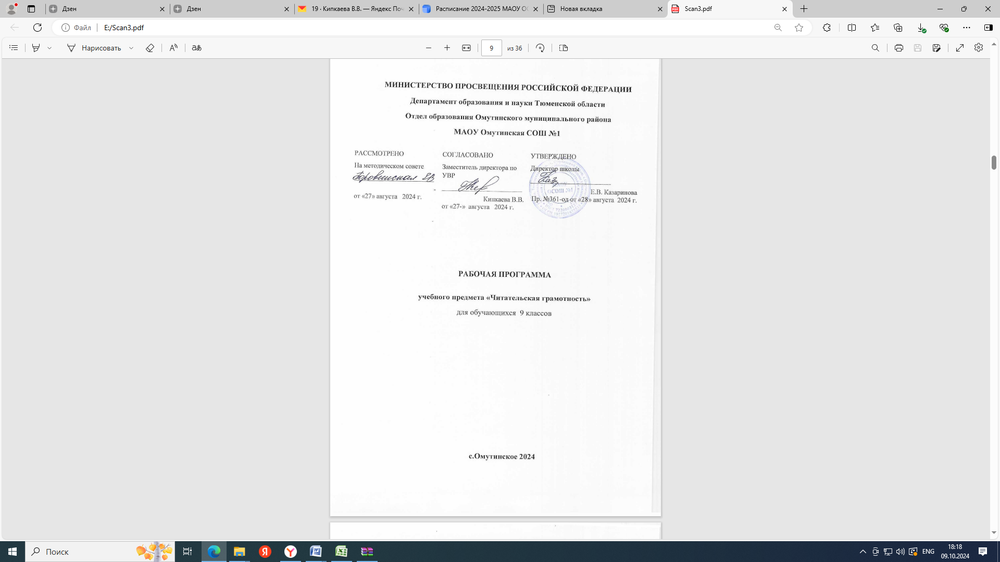 Дзен
Дзен
19 · Кипкаева В.В. — Яндекс Поч
Расписание 2024-2025 МАОУ ОС
Новая вкладка
Scan3.pdf
Файл
E:/Scan3.pdf
Нарисовать
9
из 36
МИНИСТЕРСТВО ПРОСВЕЩЕНИЯ РОССИЙСКОЙ ФЕДЕРАЦИИ
Департамент образования и науки Тюменской области
Отдел образования Омутинского муниципального района
МАОУ Омутинская СОШ №1
РАССМОТРЕНО
На методическом совете
от «27» августа 2024 г.
СОГЛАСОВАНО
Заместитель директора по
УВР
Кипкаева В.В.
от «27-» августа 2024 г.
УТВЕРЖДЕНО
Директор школы
Е.В. Казаринова
Пр. №361-од от «28» августа 2024 г.
ОСОШ №1
РАБОЧАЯ ПРОГРАММА
учебного предмета «Читательская грамотность»
для обучающихся 9 классов
с.Омутинское 2024
Поиск
ENG
18:18
09.10.2024